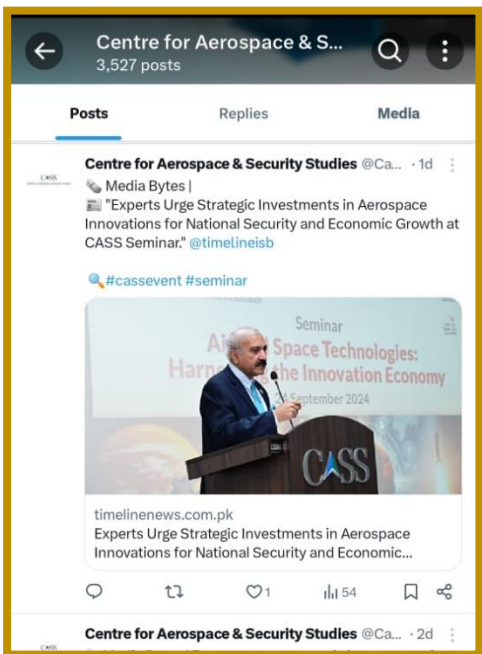 Centre for Aerospace & S...
3,527 posts
Posts
Replies
Media
Centre for Aerospace & Security Studies @Ca... · 1d
CASS
Media Bytes |
"Experts Urge Strategic Investments in Aerospace
Innovations for National Security and Economic Growth at
CASS Seminar." @timelineisb
#cassevent #seminar
Seminar
Space Technologies:
the Innovation Economy
September 2024
CASS
timelinenews.com.pk
Experts Urge Strategic Investments in Aerospace
Innovations for National Security and Economic...
1
54
Centre for Aerospace & Security Studies @Ca... · 2d
CASS